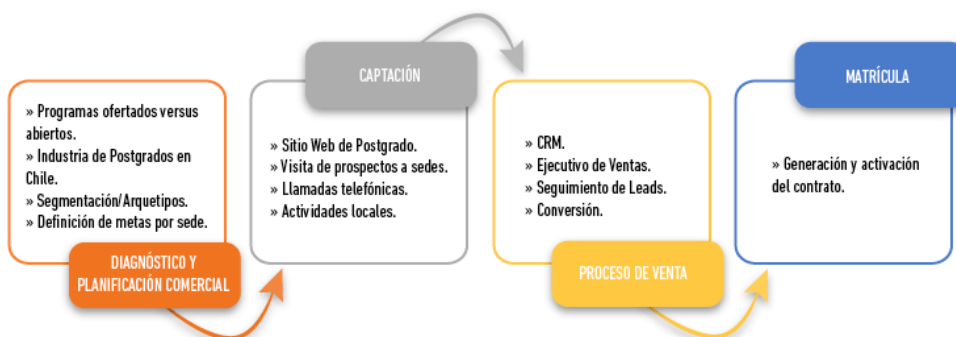 » Programas ofertados versus
abiertos.
» Industria de Postgrados en
Chile.
» Segmentación/Arquetipos.
» Definición de metas por sede.
DIAGNÓSTICO Y
PLANIFICACIÓN COMERCIAL
CAPTACIÓN
» Sitio Web de Postgrado.
» Visita de prospectos a sedes.
» Llamadas telefónicas.
» Actividades locales.
» CRM.
» Ejecutivo de Ventas.
» Seguimiento de Leads.
» Conversión.
PROCESO DE VENTA
MATRÍCULA
» Generación y activación
del contrato.